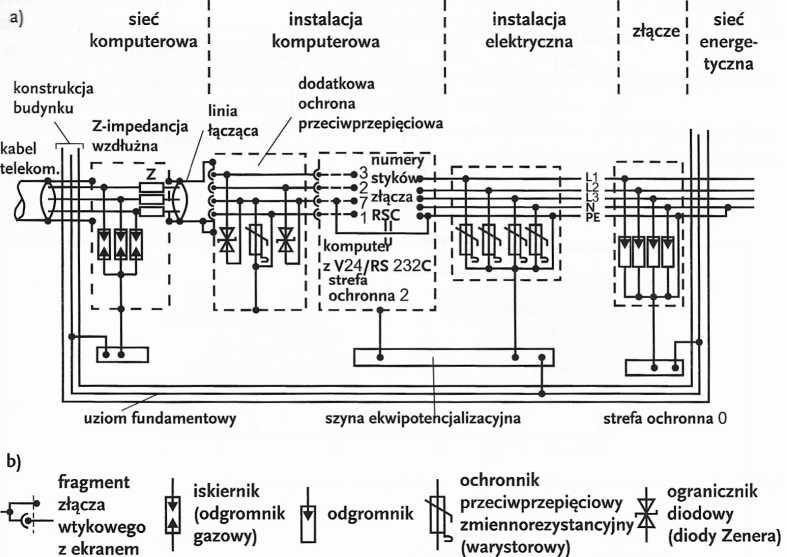 a)
sieć
komputerowa
instalacja
komputerowa
instalacja
elektryczna
złącze
sieć
energe-
tyczna
konstrukcja
budynku
Z-impedancja
wzdłużna
linia
łącząca
dodatkowa
ochrona
przeciwprzepięciowa
kabel
telekom.
Z
3
2
7
1
numery
styków
złącza
RSC
komputer
z V24/RS 232C
strefa
ochronna 2
L1
L2
L3
N
PE
uziom fundamentowy
szyna ekwipotencjalizacyjna
strefa ochronna 0
b)
fragment
złącza
wtykowego
z ekranem
iskiernik
(odgromnik
gazowy)
odgromnik
ochronnik
przeciwprzepięciowy
zmiennorezystancyjny
(warystorowy)
ogranicznik
diodowy
(diody Zenera)